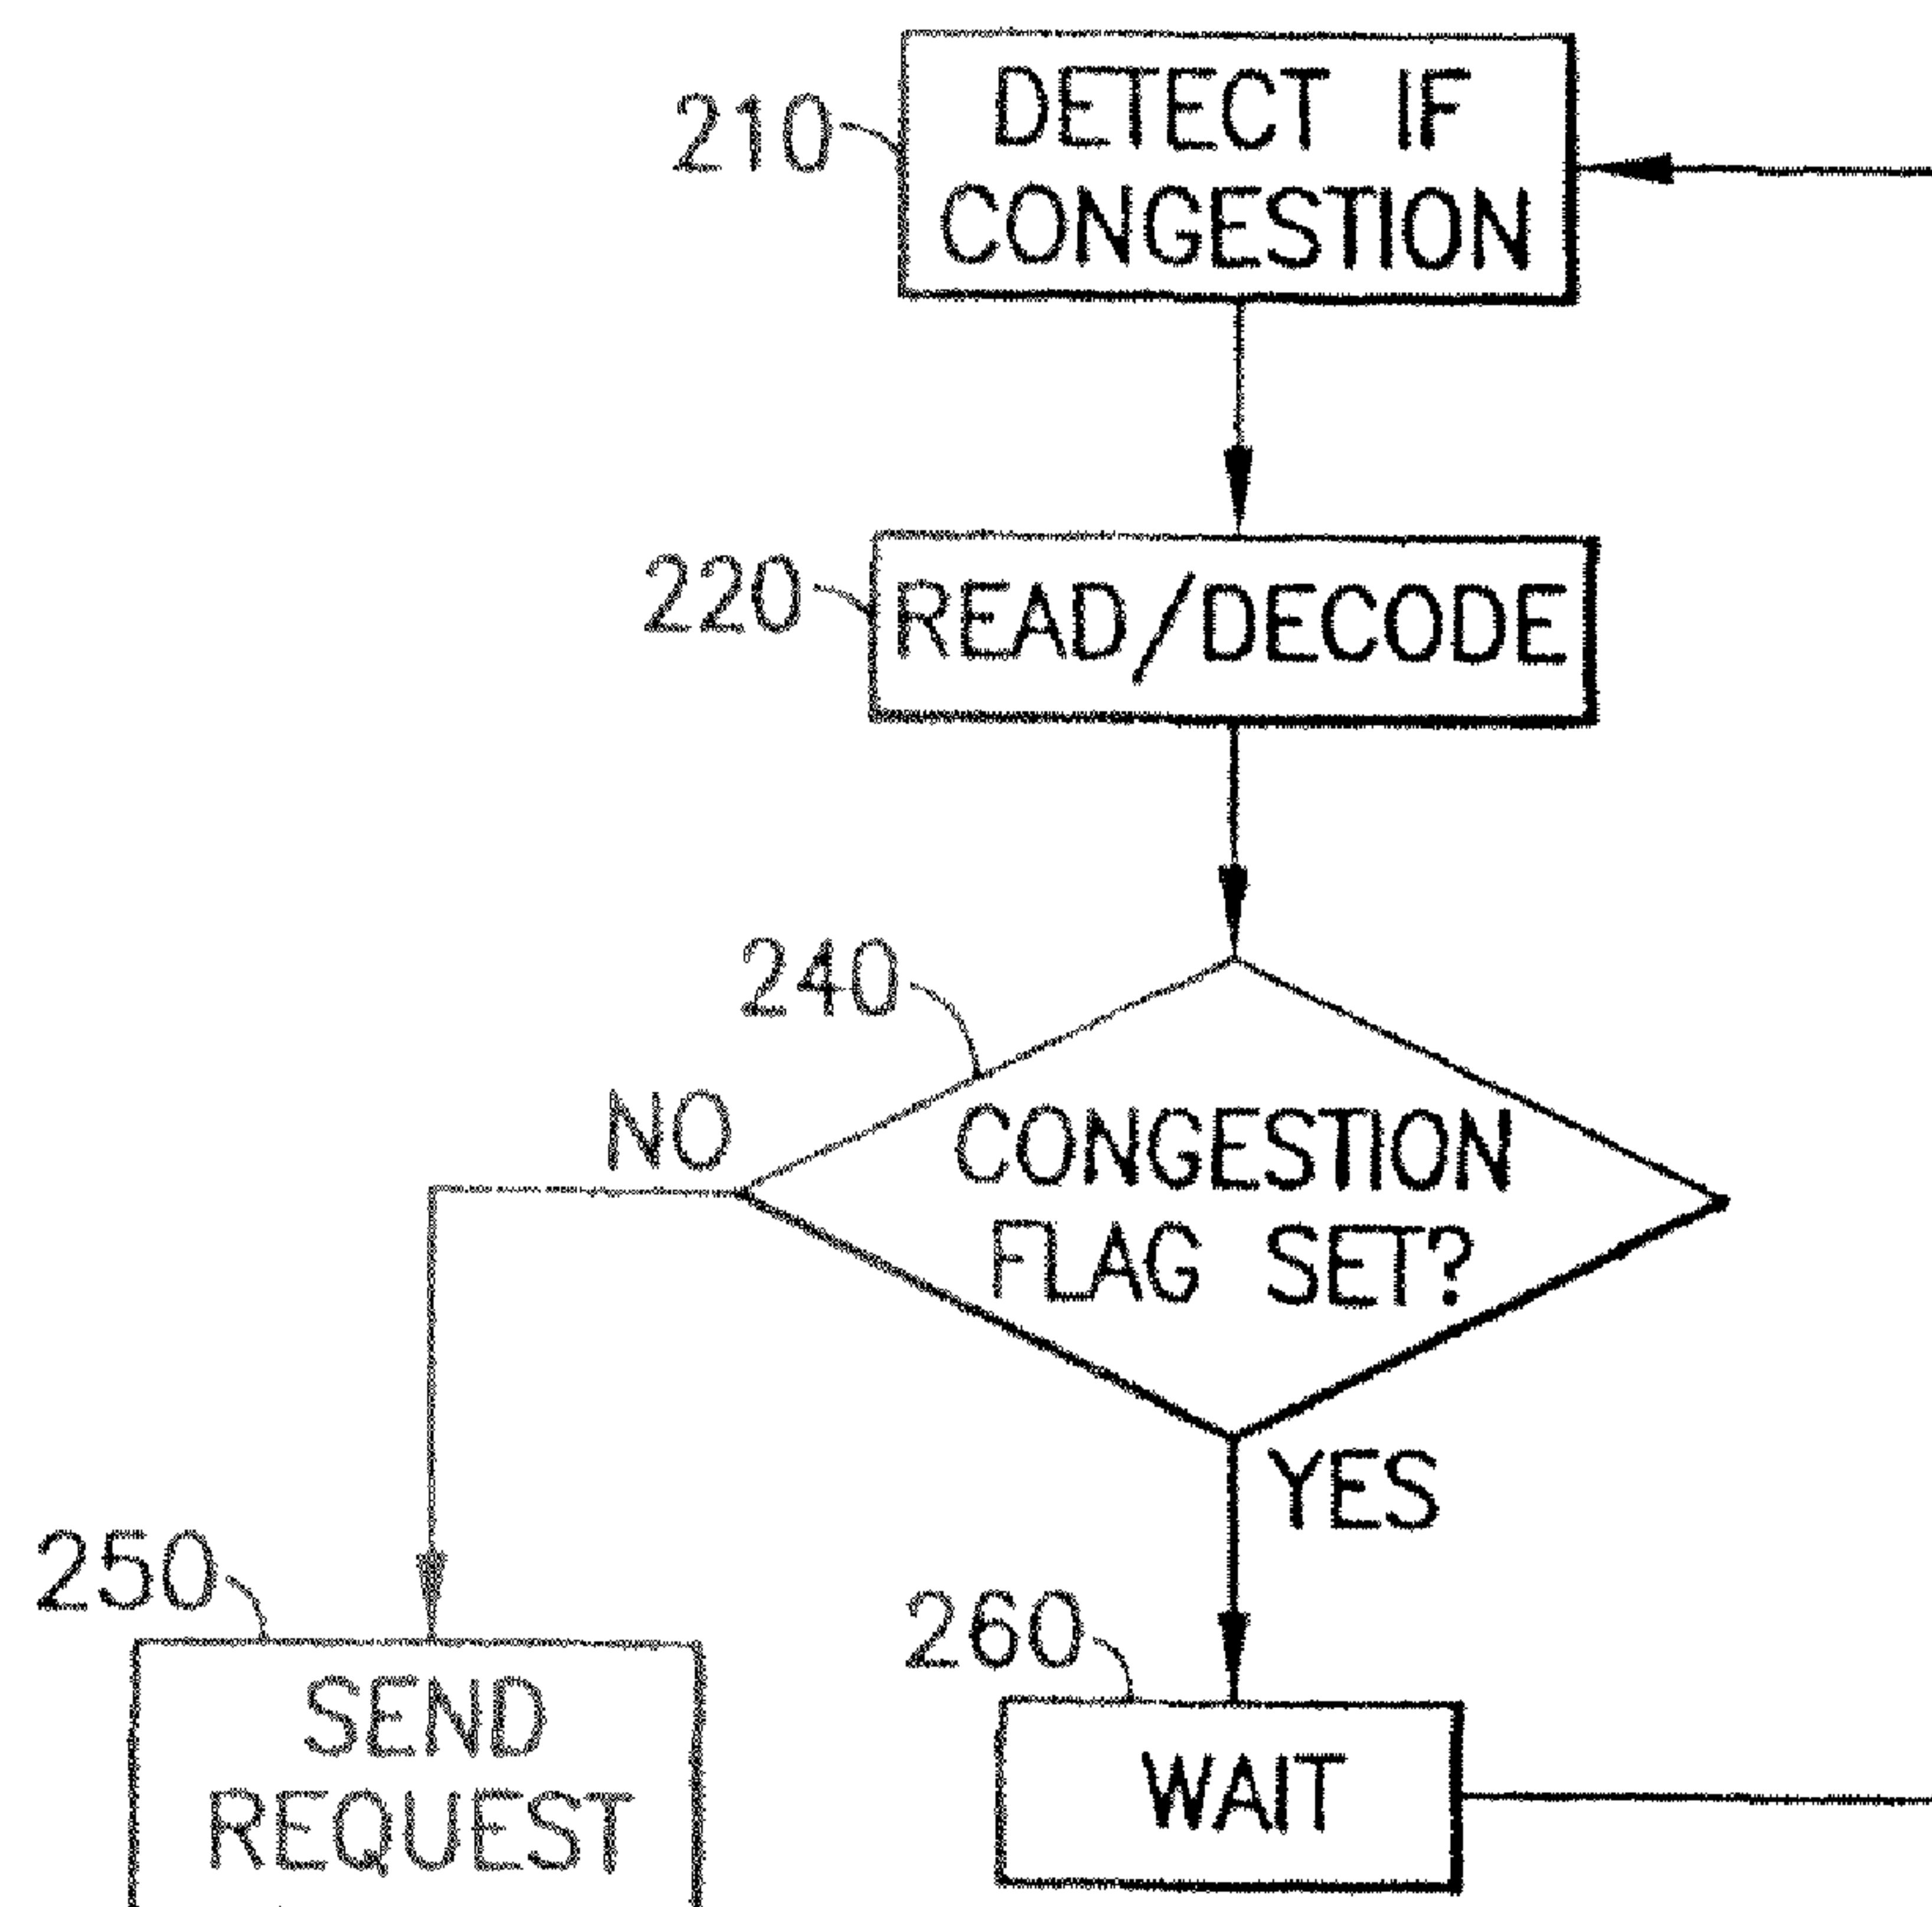 210
DETECT IF
CONGESTION
220
READ/DECODE
240
NO
CONGESTION
FLAG SET?
YES
250
SEND
REQUEST
260
WAIT